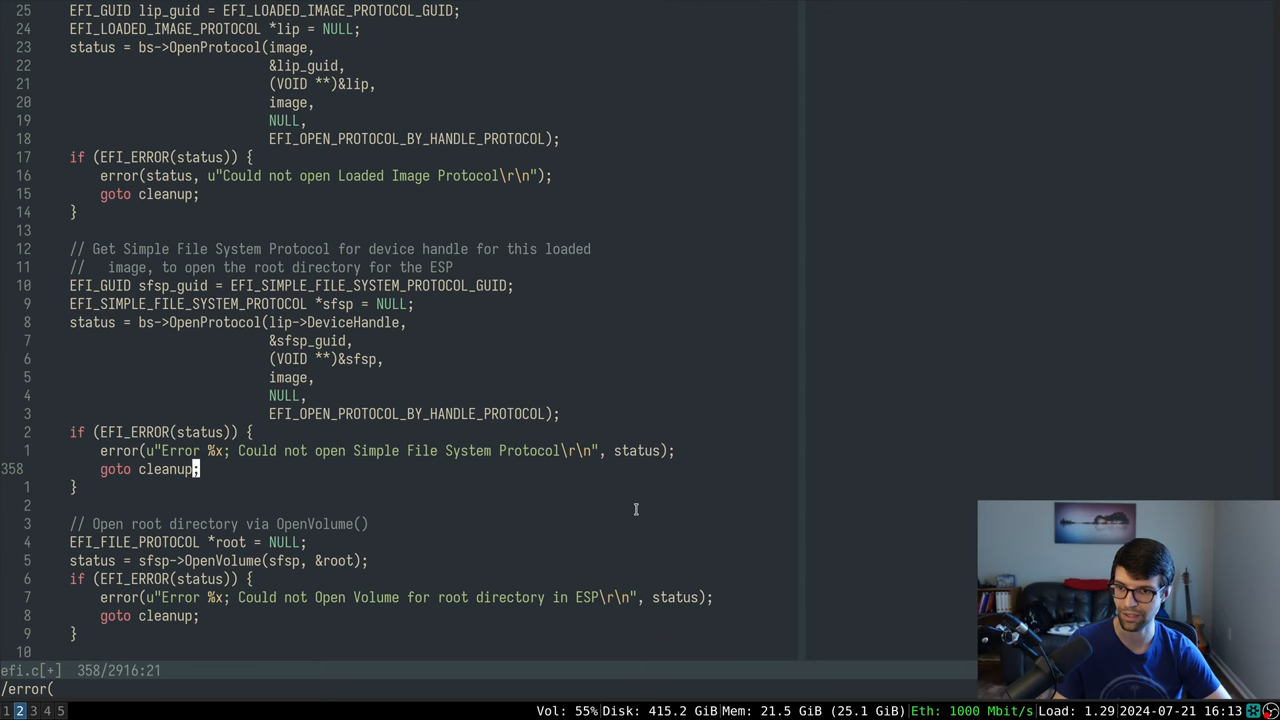 25 EFI_GUID lip_guid = EFI_LOADED_IMAGE_PROTOCOL_GUID;
24 EFI_LOADED_IMAGE_PROTOCOL *lip = NULL;
23 status = bs->OpenProtocol(image,
22 &lip_guid,
21 (VOID **)&lip,
20 image,
19 NULL,
18 EFI_OPEN_PROTOCOL_BY_HANDLE_PROTOCOL);
17 if (EFI_ERROR(status)) {
16 error(status, u"Could not open Loaded Image Protocol\r\n");
15 goto cleanup;
14 }
13
12 // Get Simple File System Protocol for device handle for this loaded
11 // image, to open the root directory for the ESP
10 EFI_GUID sfsp_guid = EFI_SIMPLE_FILE_SYSTEM_PROTOCOL_GUID;
9 EFI_SIMPLE_FILE_SYSTEM_PROTOCOL *sfsp = NULL;
8 status = bs->OpenProtocol(lip->DeviceHandle,
7 &sfsp_guid,
6 (VOID **)&sfsp,
5 image,
4 NULL,
3 EFI_OPEN_PROTOCOL_BY_HANDLE_PROTOCOL);
2 if (EFI_ERROR(status)) {
1 error(u"Error %x; Could not open Simple File System Protocol\r\n", status);
358 goto cleanup;
1 }
2
3 // Open root directory via OpenVolume()
4 EFI_FILE_PROTOCOL *root = NULL;
5 status = sfsp->OpenVolume(sfsp, &root);
6 if (EFI_ERROR(status)) {
7 error(u"Error %x; Could not Open Volume for root directory in ESP\r\n", status);
8 goto cleanup;
9 }
10
efi.c[+] 358/2916:21
/error(
1 2 3 4 5 Vol: 55% Disk: 415.2 GiB Mem: 21.5 GiB (25.1 GiB) Eth: 1000 Mbit/s Load: 1.29 2024-07-21 16:13